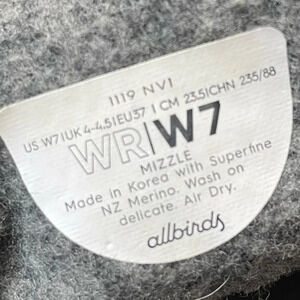 1119 NV1
US W7|UK 4-4.5|EU37 | CM 23.5|CHN 235/88
WR|W7
MIZZLE
Made in Korea with Superfine
NZ Merino. Wash on
delicate. Air Dry.
allbirds